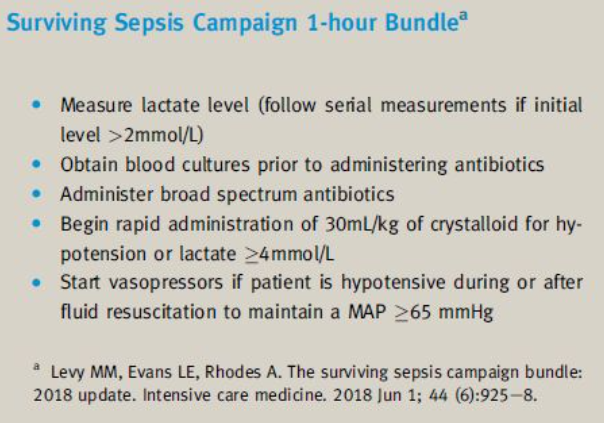 Surviving Sepsis Campaign 1-hour Bundleᵃ
• Measure lactate level (follow serial measurements if initial
level >2mmol/L)
• Obtain blood cultures prior to administering antibiotics
• Administer broad spectrum antibiotics
• Begin rapid administration of 30mL/kg of crystalloid for hy-
potension or lactate ≥4mmol/L
• Start vasopressors if patient is hypotensive during or after
fluid resuscitation to maintain a MAP ≥65 mmHg
ᵃ Levy MM, Evans LE, Rhodes A. The surviving sepsis campaign bundle:
2018 update. Intensive care medicine. 2018 Jun 1; 44 (6):925–8.